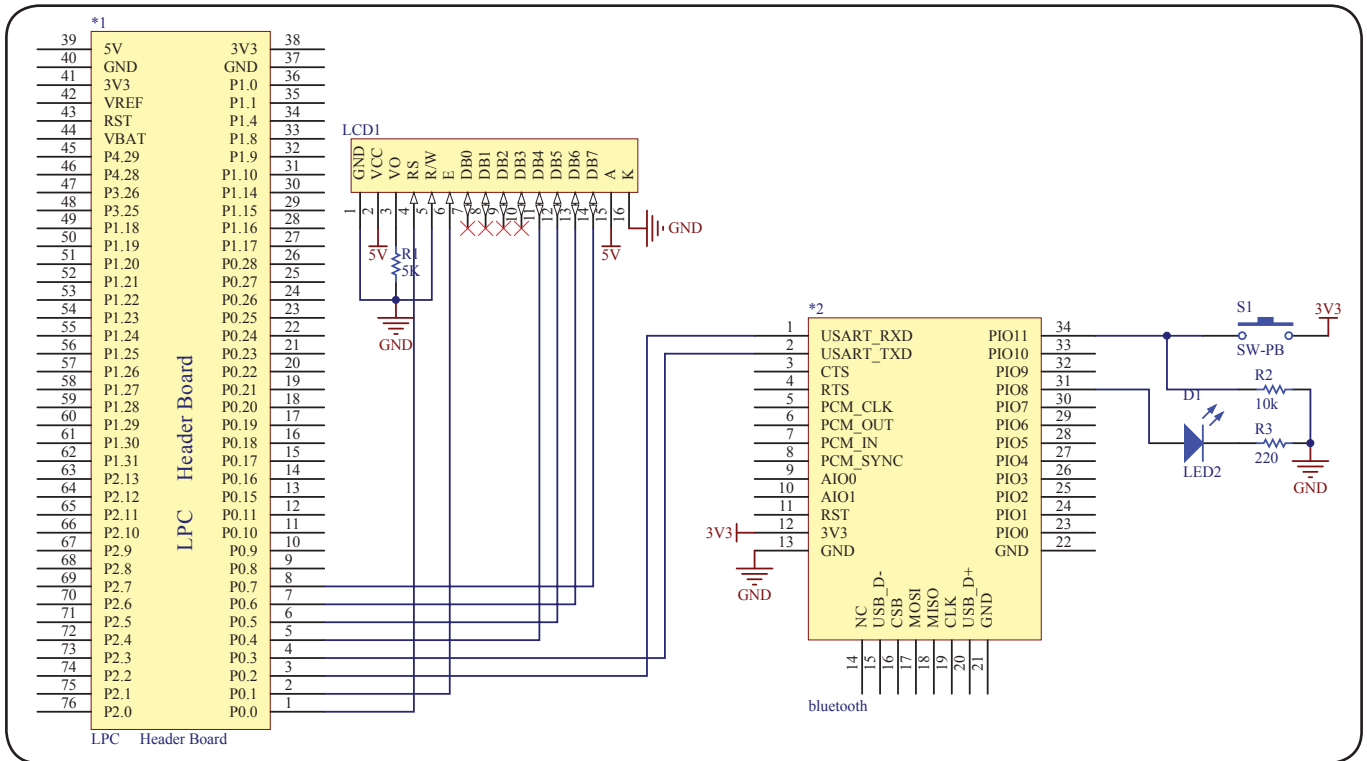 *1
39 5V 3V3 38
40 GND GND 37
41 3V3 P1.0 36
42 VREF P1.1 35
43 RST P1.4 34
44 VBAT P1.8 33
45 P4.29 P1.9 32
46 P4.28 P1.10 31
47 P3.26 P1.14 30
48 P3.25 P1.15 29
49 P1.18 P1.16 28
50 P1.19 P1.17 27
51 P1.20 P0.28 26
52 P1.21 P0.27 25
53 P1.22 P0.26 24
54 P1.23 P0.25 23
55 P1.24 P0.24 22
56 P1.25 P0.23 21
57 P1.26 P0.22 20
58 P1.27 P0.21 19
59 P1.28 P0.20 18
60 P1.29 P0.19 17
61 P1.30 P0.18 16
62 P1.31 P0.17 15
63 P2.13 P0.16 14
64 P2.12 P0.15 13
65 P2.11 P0.11 12
66 P2.10 P0.10 11
67 P2.9 P0.9 10
68 P2.8 P0.8 9
69 P2.7 P0.7 8
70 P2.6 P0.6 7
71 P2.5 P0.5 6
72 P2.4 P0.4 5
73 P2.3 P0.3 4
74 P2.2 P0.2 3
75 P2.1 P0.1 2
76 P2.0 P0.0 1
LPC Header Board
LPC Header Board
LCD1
GND VCC VO RS R/W E DB0 DB1 DB2 DB3 DB4 DB5 DB6 DB7 A K
1 2 3 4 5 6 7 8 9 10 11 12 13 14 15 16
GND
5V
R1
5K
5V
GND
*2
1 USART_RXD PIO11 34
2 USART_TXD PIO10 33
3 CTS PIO9 32
4 RTS PIO8 31
5 PCM_CLK PIO7 30
6 PCM_OUT PIO6 29
7 PCM_IN PIO5 28
8 PCM_SYNC PIO4 27
9 AIO0 PIO3 26
10 AIO1 PIO2 25
11 RST PIO1 24
12 3V3 PIO0 23
13 GND GND 22
3V3
GND
NC USB_D- CSB MOSI MISO CLK USB_D+ GND
14 15 16 17 18 19 20 21
bluetooth
S1
3V3
SW-PB
R2
10k
D1
R3
220
LED2
GND